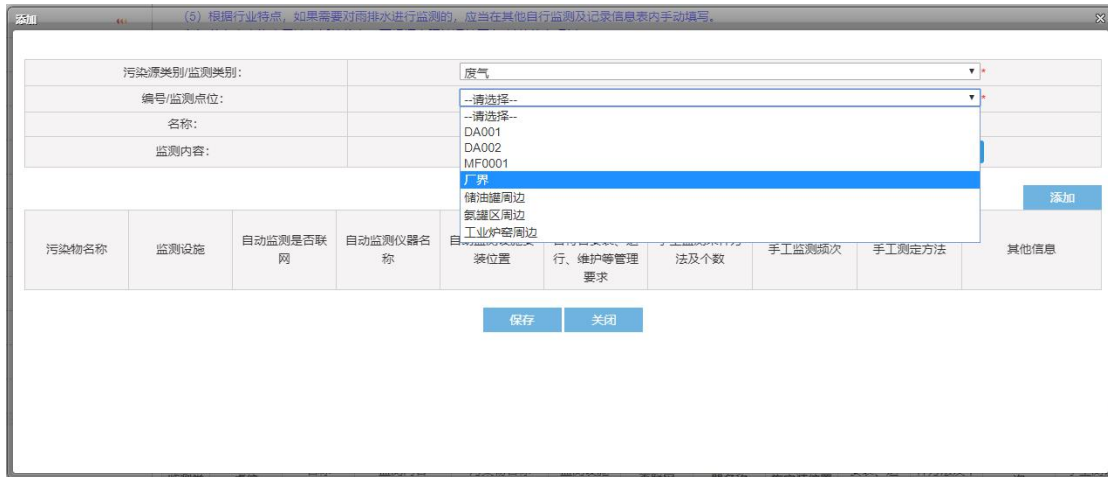 添加
(5) 根据行业特点，如果需要对雨排水进行监测的，应当在其他自行监测及记录信息表内手动填写。
污染源类别/监测类别：
废气
*
编号/监测点位：
--请选择--
*
--请选择--
名称：
DA001
DA002
监测内容：
MF0001
厂界
储油罐周边
氨罐区周边
工业炉窑周边
添加
污染物名称
监测设施
自动监测是否联
网
自动监测仪器名
称
装位置
行、维护等管理
要求
法及个数
手工监测频次
手工测定方法
其他信息
保存
关闭